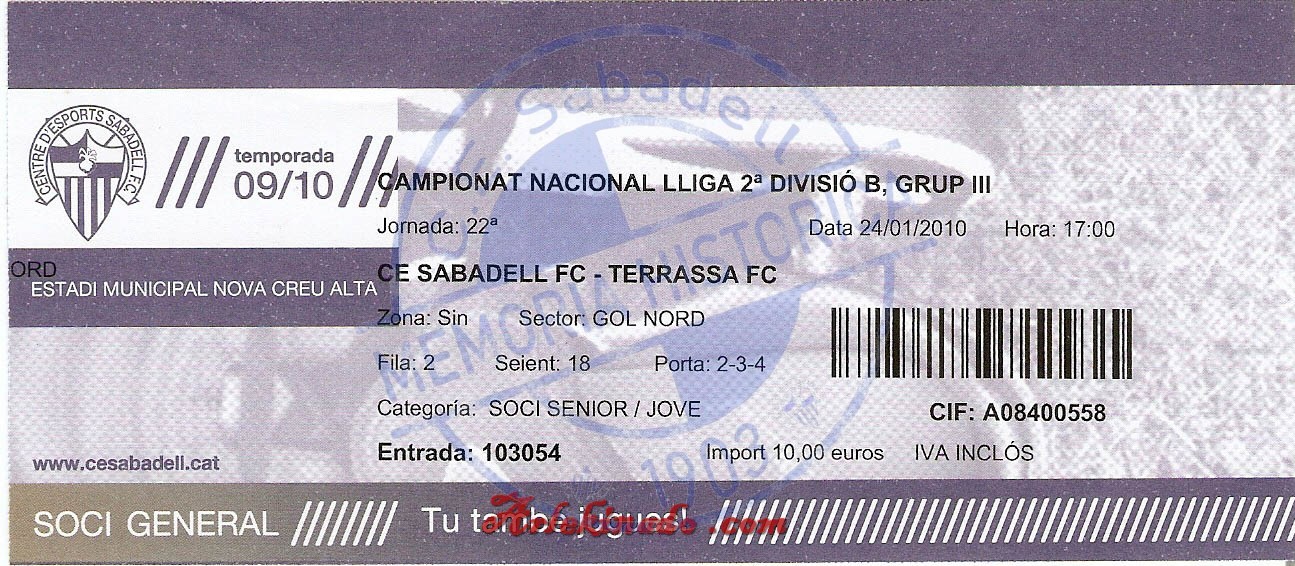 CENTRE D'ESPORTS SABADELL F.C.
temporada
09/10
CAMPIONAT NACIONAL LLIGA 2ª DIVISIÓ B, GRUP III
Jornada: 22ª Data 24/01/2010 Hora: 17:00
ORD
ESTADI MUNICIPAL NOVA CREU ALTA
CE SABADELL FC - TERRASSA FC
Zona: Sin Sector: GOL NORD
Fila: 2 Seient: 18 Porta: 2-3-4
Categoría: SOCI SENIOR / JOVE
CIF: A08400558
Entrada: 103054 Import 10,00 euros IVA INCLÓS
www.cesabadell.cat
SOCI GENERAL Tu també jugues!
Sabadell
MEMORIA HISTORICA
1903
.com